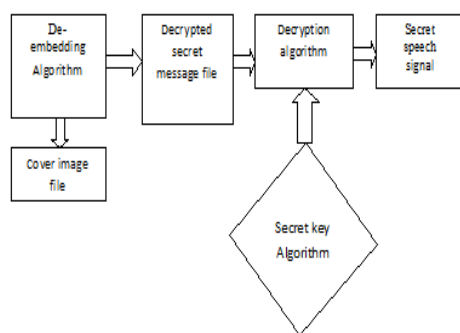 De-
embedding
Algorithm
Decrypted
secret
message file
Decryption
algorithm
Secret
speech
signal
Cover image
file
Secret key
Algorithm